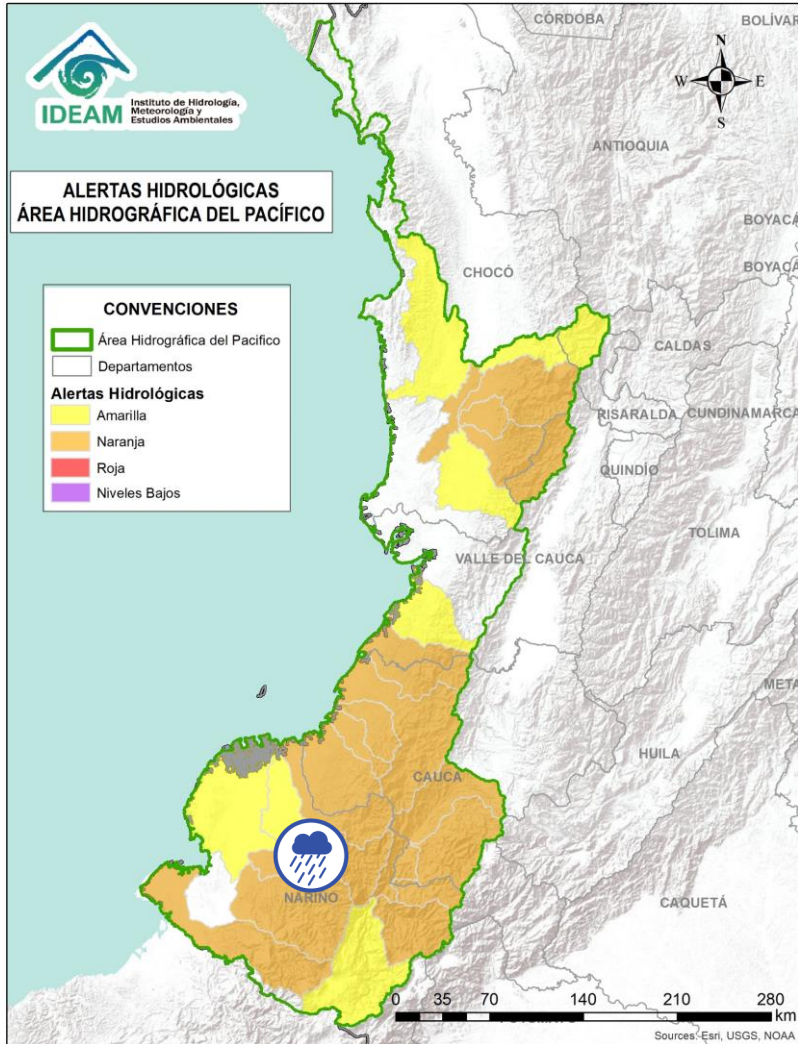 IDEAM
Instituto de Hidrología,
Meteorología y
Estudios Ambientales
ALERTAS HIDROLÓGICAS
ÁREA HIDROGRÁFICA DEL PACÍFICO
CONVENCIONES
Área Hidrográfica del Pacífico
Departamentos
Alertas Hidrológicas
Amarilla
Naranja
Roja
Niveles Bajos
N
W
E
S
CÓRDOBA
BOLÍVAR
ANTIOQUIA
BOYACÁ
BOYACÁ
CHOCÓ
CALDAS
RISARALDA
CUNDINAMARCA
QUINDÍO
TOLIMA
VALLE DEL CAUCA
META
HUILA
CAUCA
NARIÑO
CAQUETÁ
0 35 70 140 210 280
km
Sources: Esri, USGS, NOAA